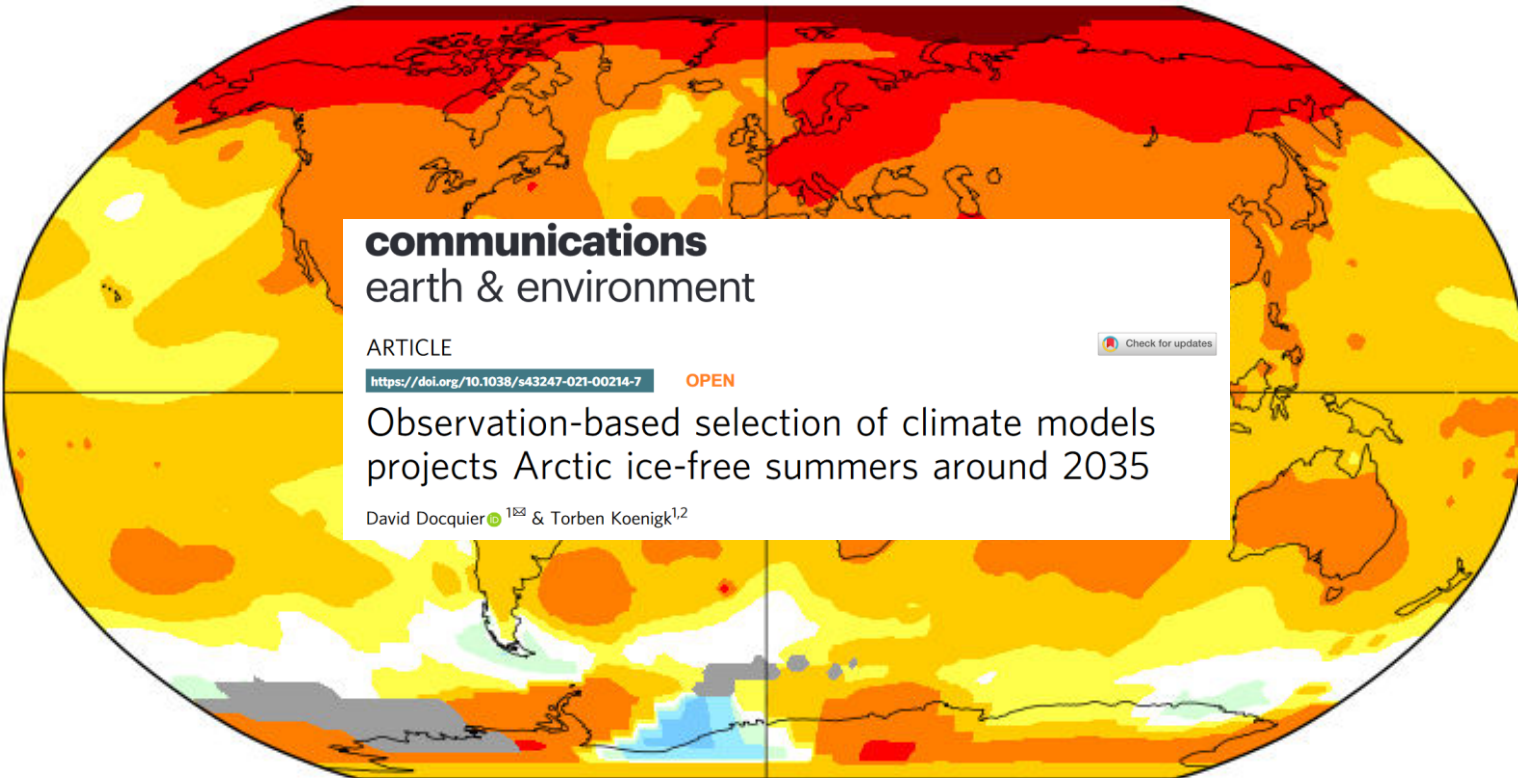 communications
earth & environment
ARTICLE
Check for updates
https://doi.org/10.1038/s43247-021-00214-7 OPEN
Observation-based selection of climate models
projects Arctic ice-free summers around 2035
David Docquier iD 1✉ & Torben Koenigk1,2